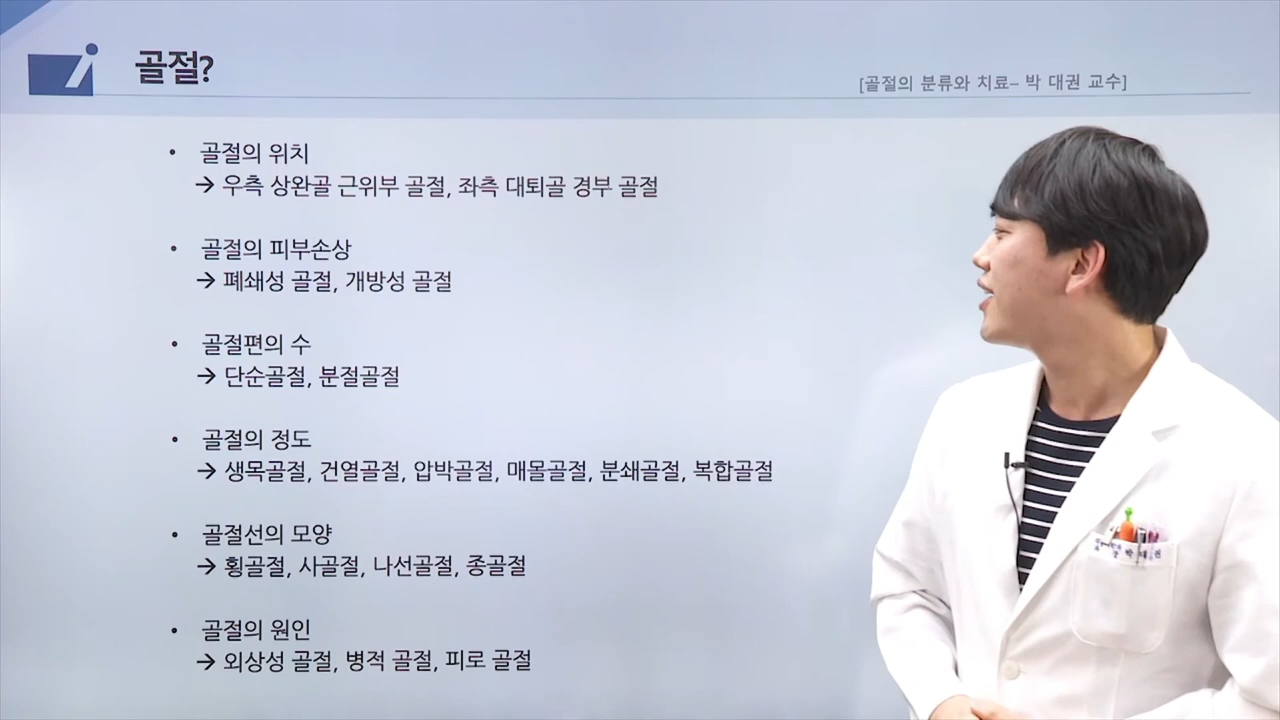 골절?
[골절의 분류와 치료– 박 대권 교수]
• 골절의 위치
→ 우측 상완골 근위부 골절, 좌측 대퇴골 경부 골절
• 골절의 피부손상
→ 폐쇄성 골절, 개방성 골절
• 골절편의 수
→ 단순골절, 분절골절
• 골절의 정도
→ 생목골절, 건열골절, 압박골절, 매몰골절, 분쇄골절, 복합골절
• 골절선의 모양
→ 횡골절, 사골절, 나선골절, 종골절
• 골절의 원인
→ 외상성 골절, 병적 골절, 피로 골절
박 대권